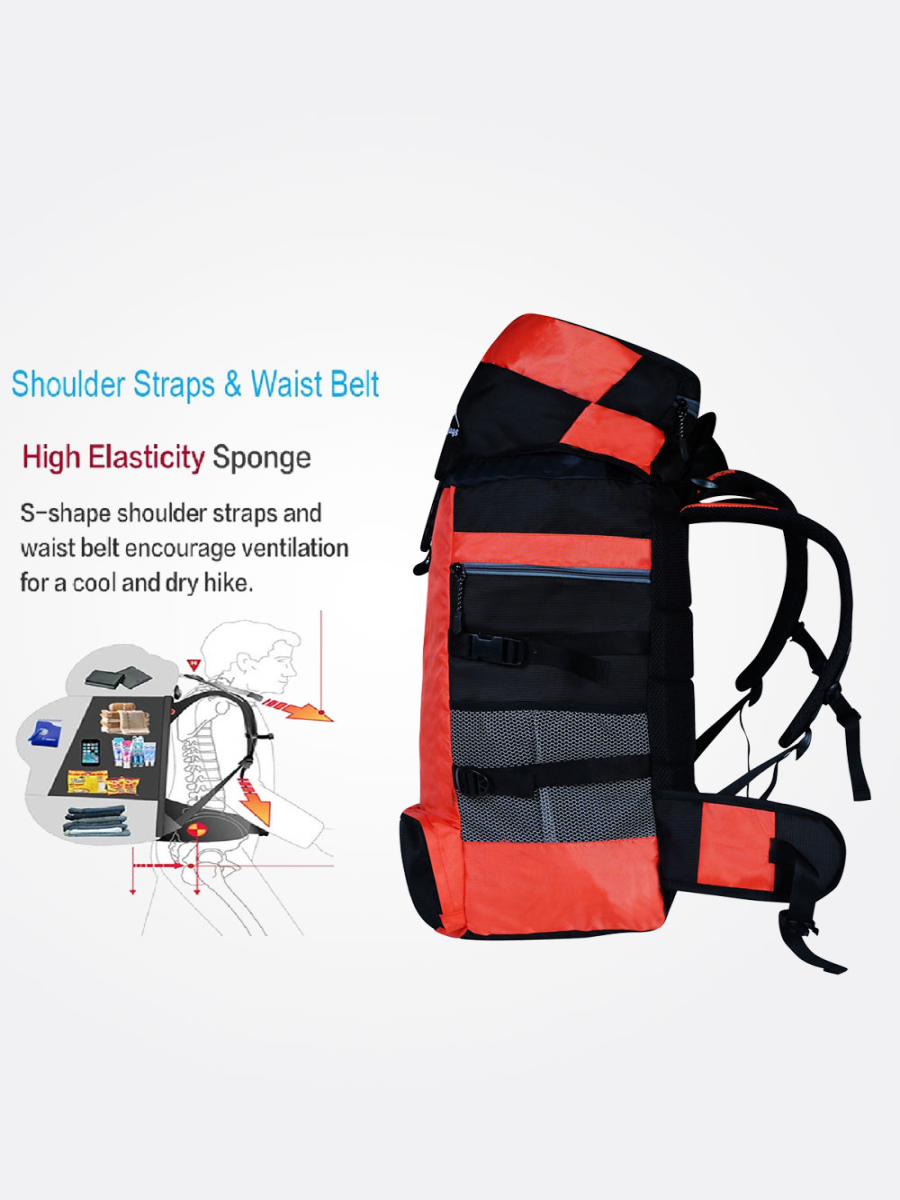 Shoulder Straps & Waist Belt
High Elasticity Sponge
S-shape shoulder straps and
waist belt encourage ventilation
for a cool and dry hike.